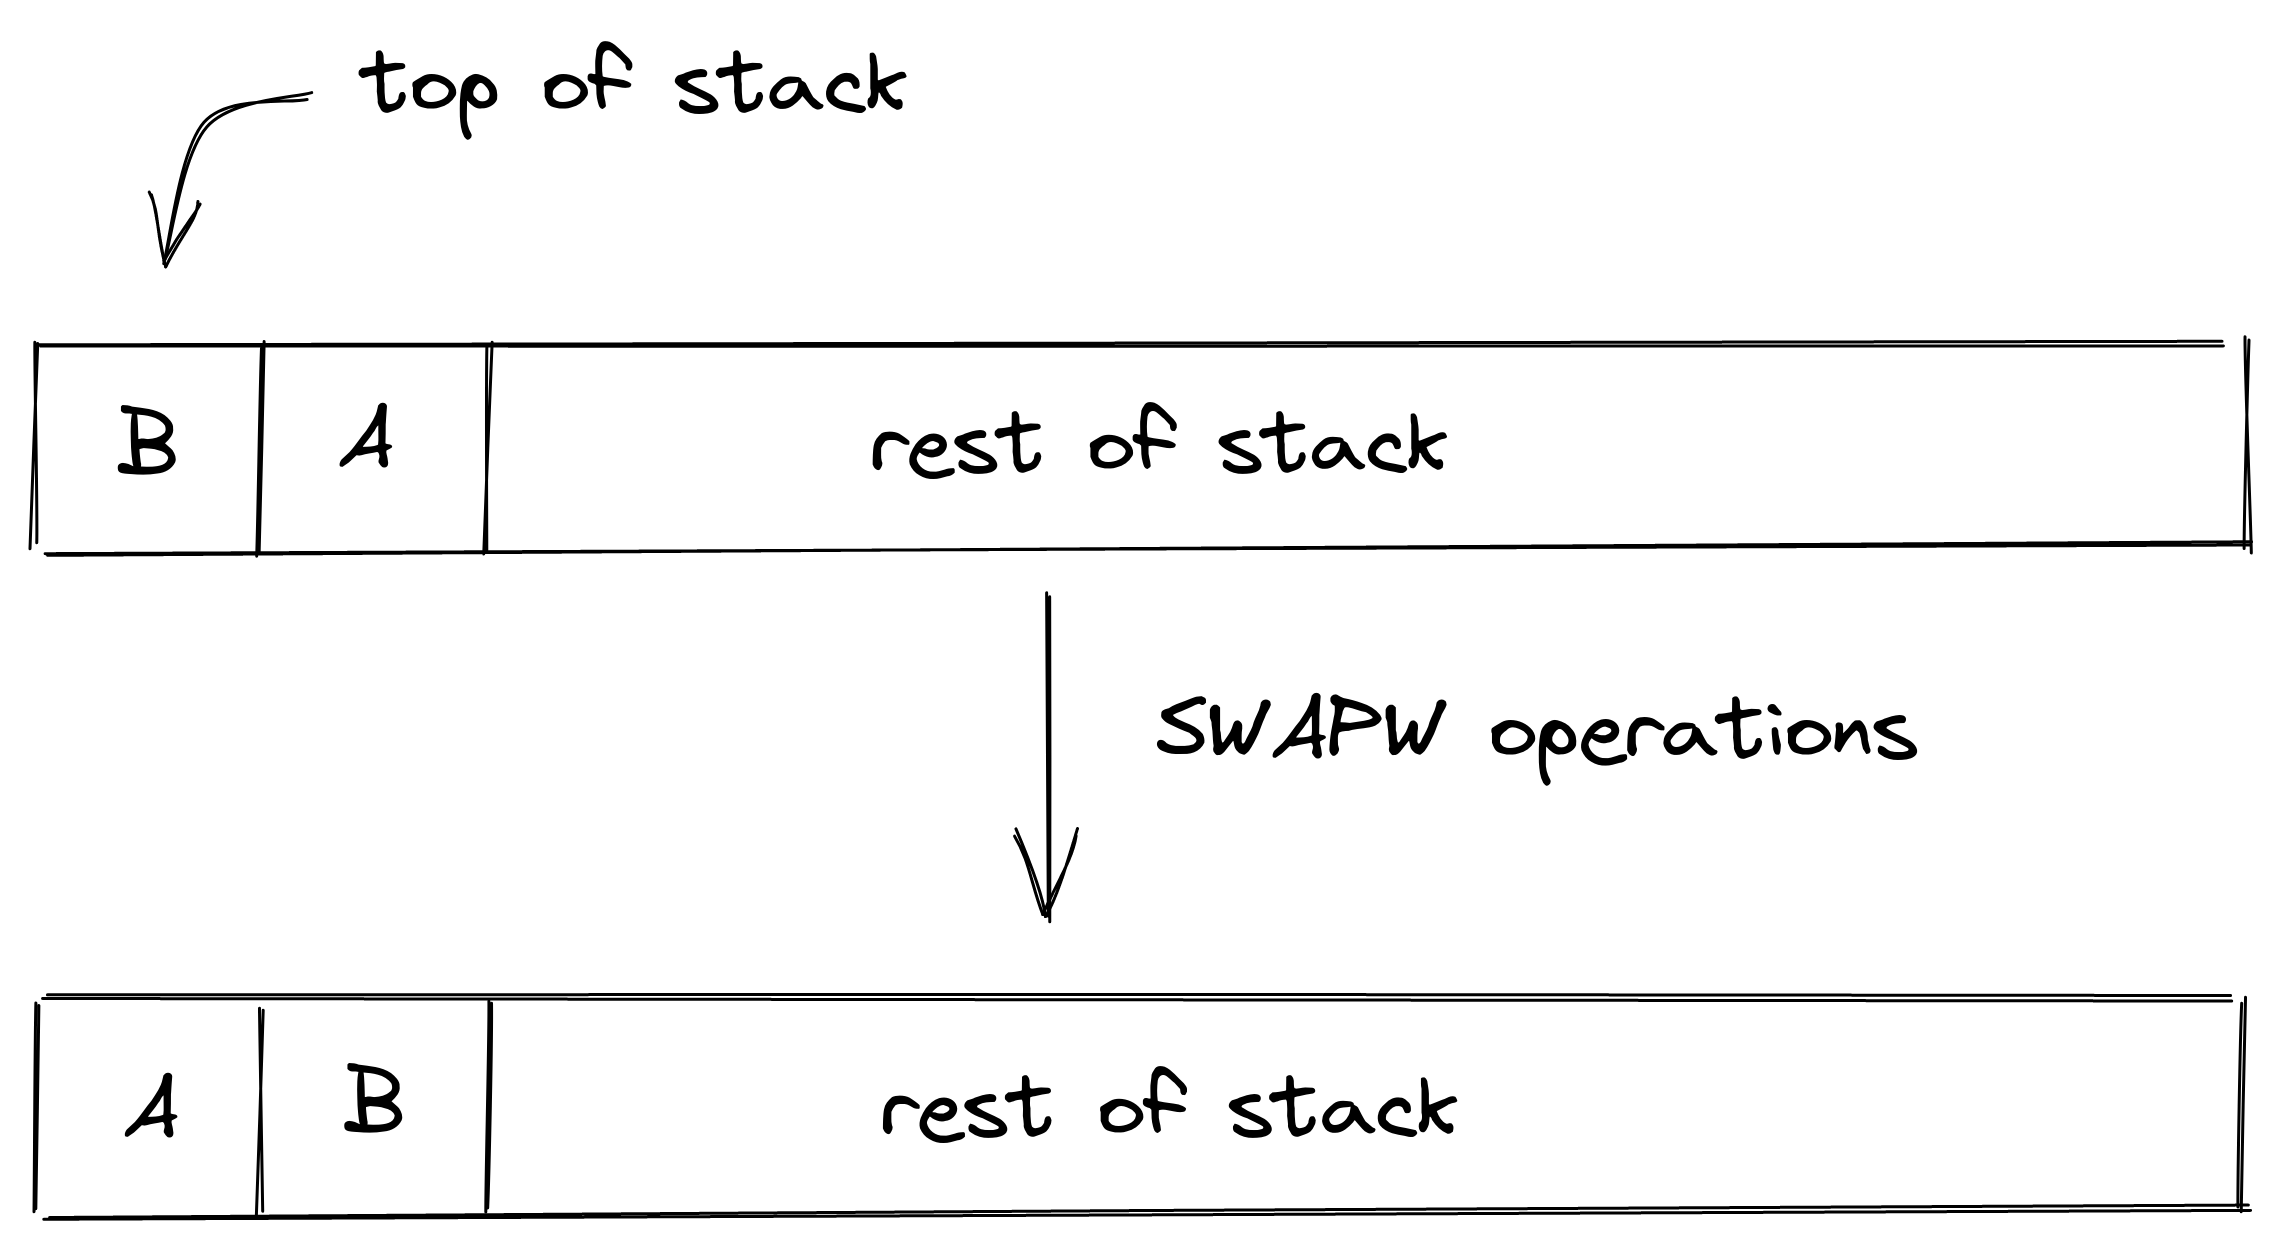 top of stack
B A rest of stack
SWAPW operations
A B rest of stack